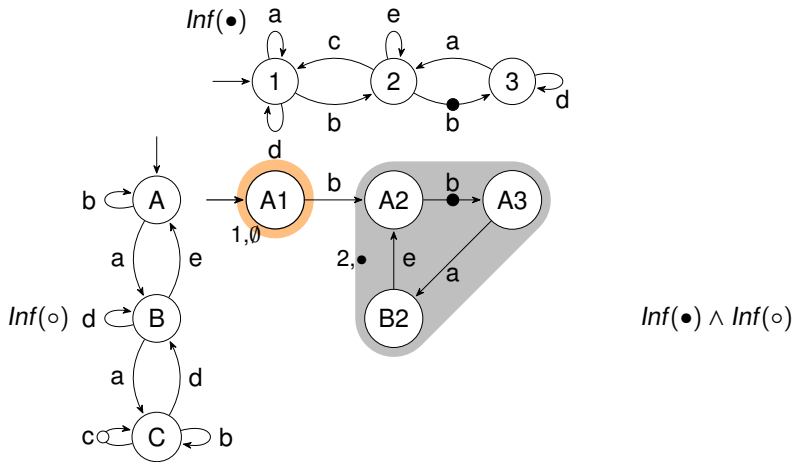 Inf(●)
a
e
c
a
1
2
3
b
b
d
d
b
A
A1
b
A2
b
A3
1,∅
a
e
2,●
e
a
Inf(○)
d
B
B2
Inf(●) ∧ Inf(○)
a
d
c
C
b